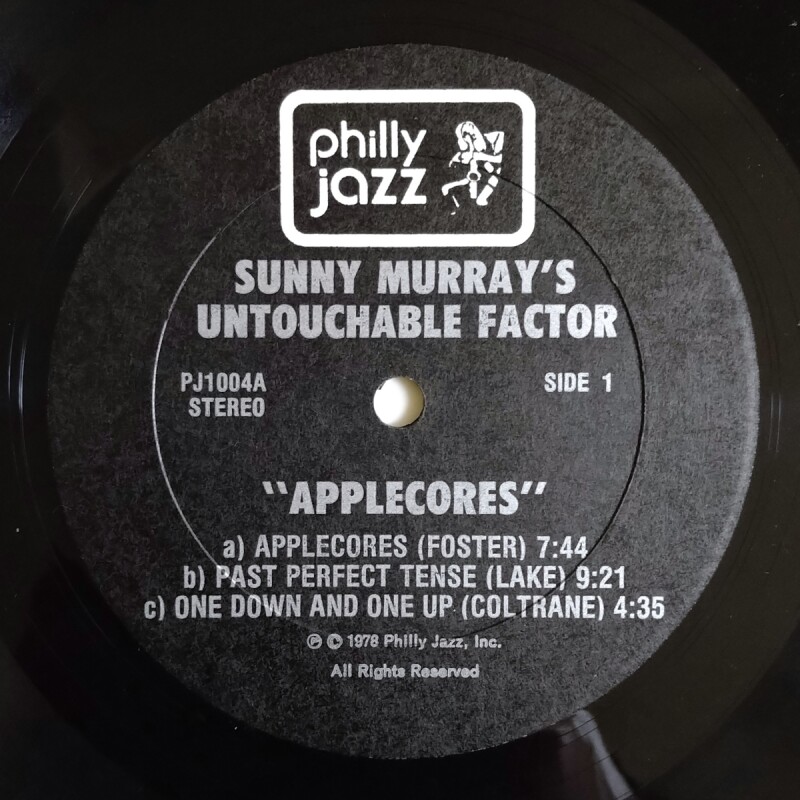 philly
jazz
SUNNY MURRAY'S
UNTOUCHABLE FACTOR
PJ1004A
STEREO
SIDE 1
"APPLECORES"
a) APPLECORES (FOSTER) 7:44
b) PAST PERFECT TENSE (LAKE) 9:21
c) ONE DOWN AND ONE UP (COLTRANE) 4:35
℗ © 1978 Philly Jazz, Inc.
All Rights Reserved